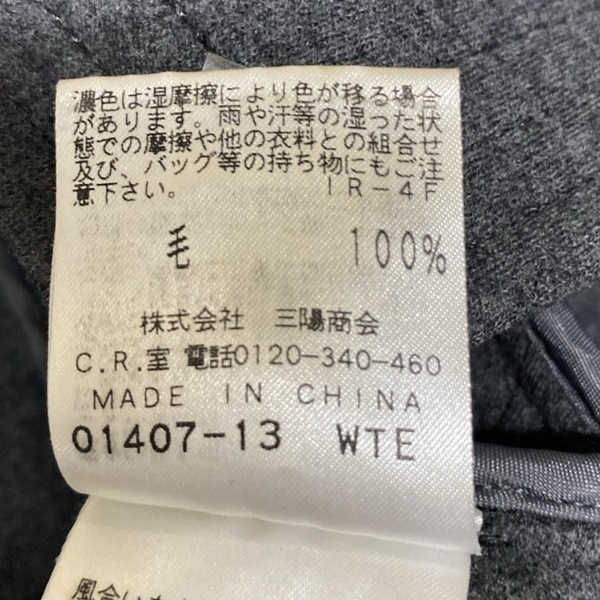 濃色は湿摩擦により色が移る場合
があります。雨や汗等の湿った状
態での摩擦や他の衣料との組合せ
及び、バッグ等の持ち物にもご注
意下さい。 IR-4F
毛 100%
株式会社 三陽商会
C.R.室 電話0120-340-460
MADE IN CHINA
01407-13 WTE
風合い